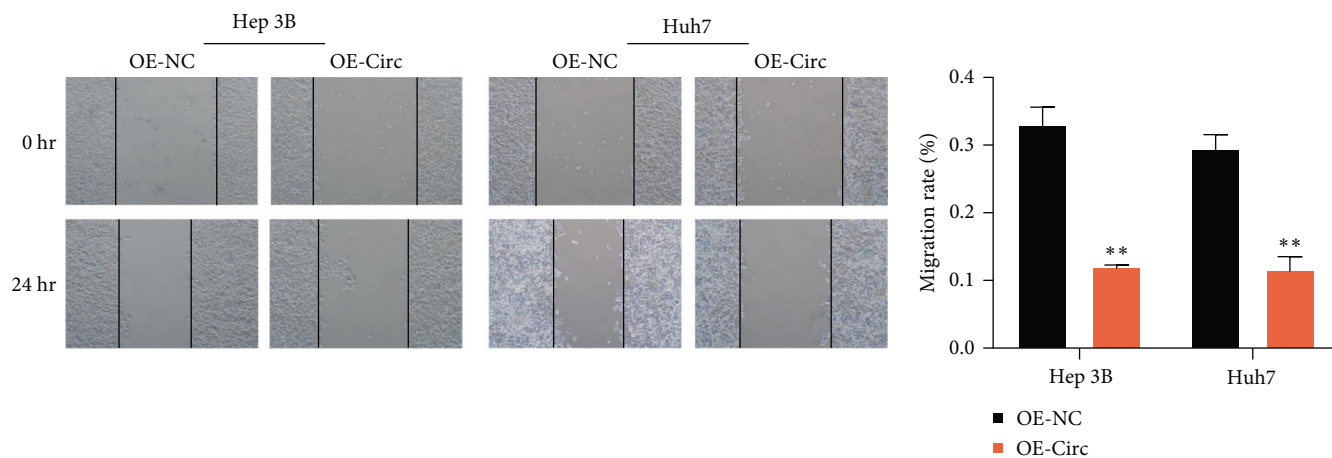 Hep 3B
Huh7
OE-NC
OE-Circ
OE-NC
OE-Circ
0 hr
24 hr
Migration rate (%)
0.4
0.3
0.2
0.1
0.0
**
**
Hep 3B
Huh7
OE-NC
OE-Circ